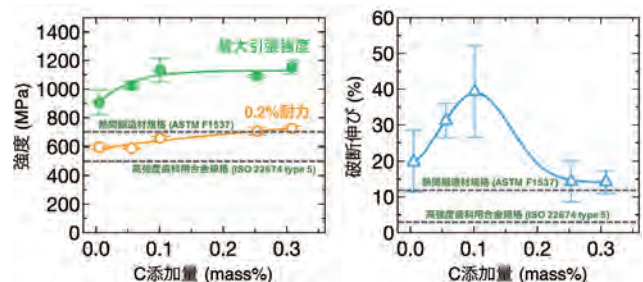 1400
1200
1000
800
600
400
200
0
強度 (MPa)
最大引張強度
0.2%耐力
熱間鍛造材規格 (ASTM F1537)
高強度歯科用合金規格 (ISO 22674 type 5)
0.0
0.1
0.2
0.3
C添加量 (mass%)
60
50
40
30
20
10
0
破断伸び (%)
熱間鍛造材規格 (ASTM F1537)
高強度歯科用合金規格 (ISO 22674 type 5)
0.0
0.1
0.2
0.3
C添加量 (mass%)